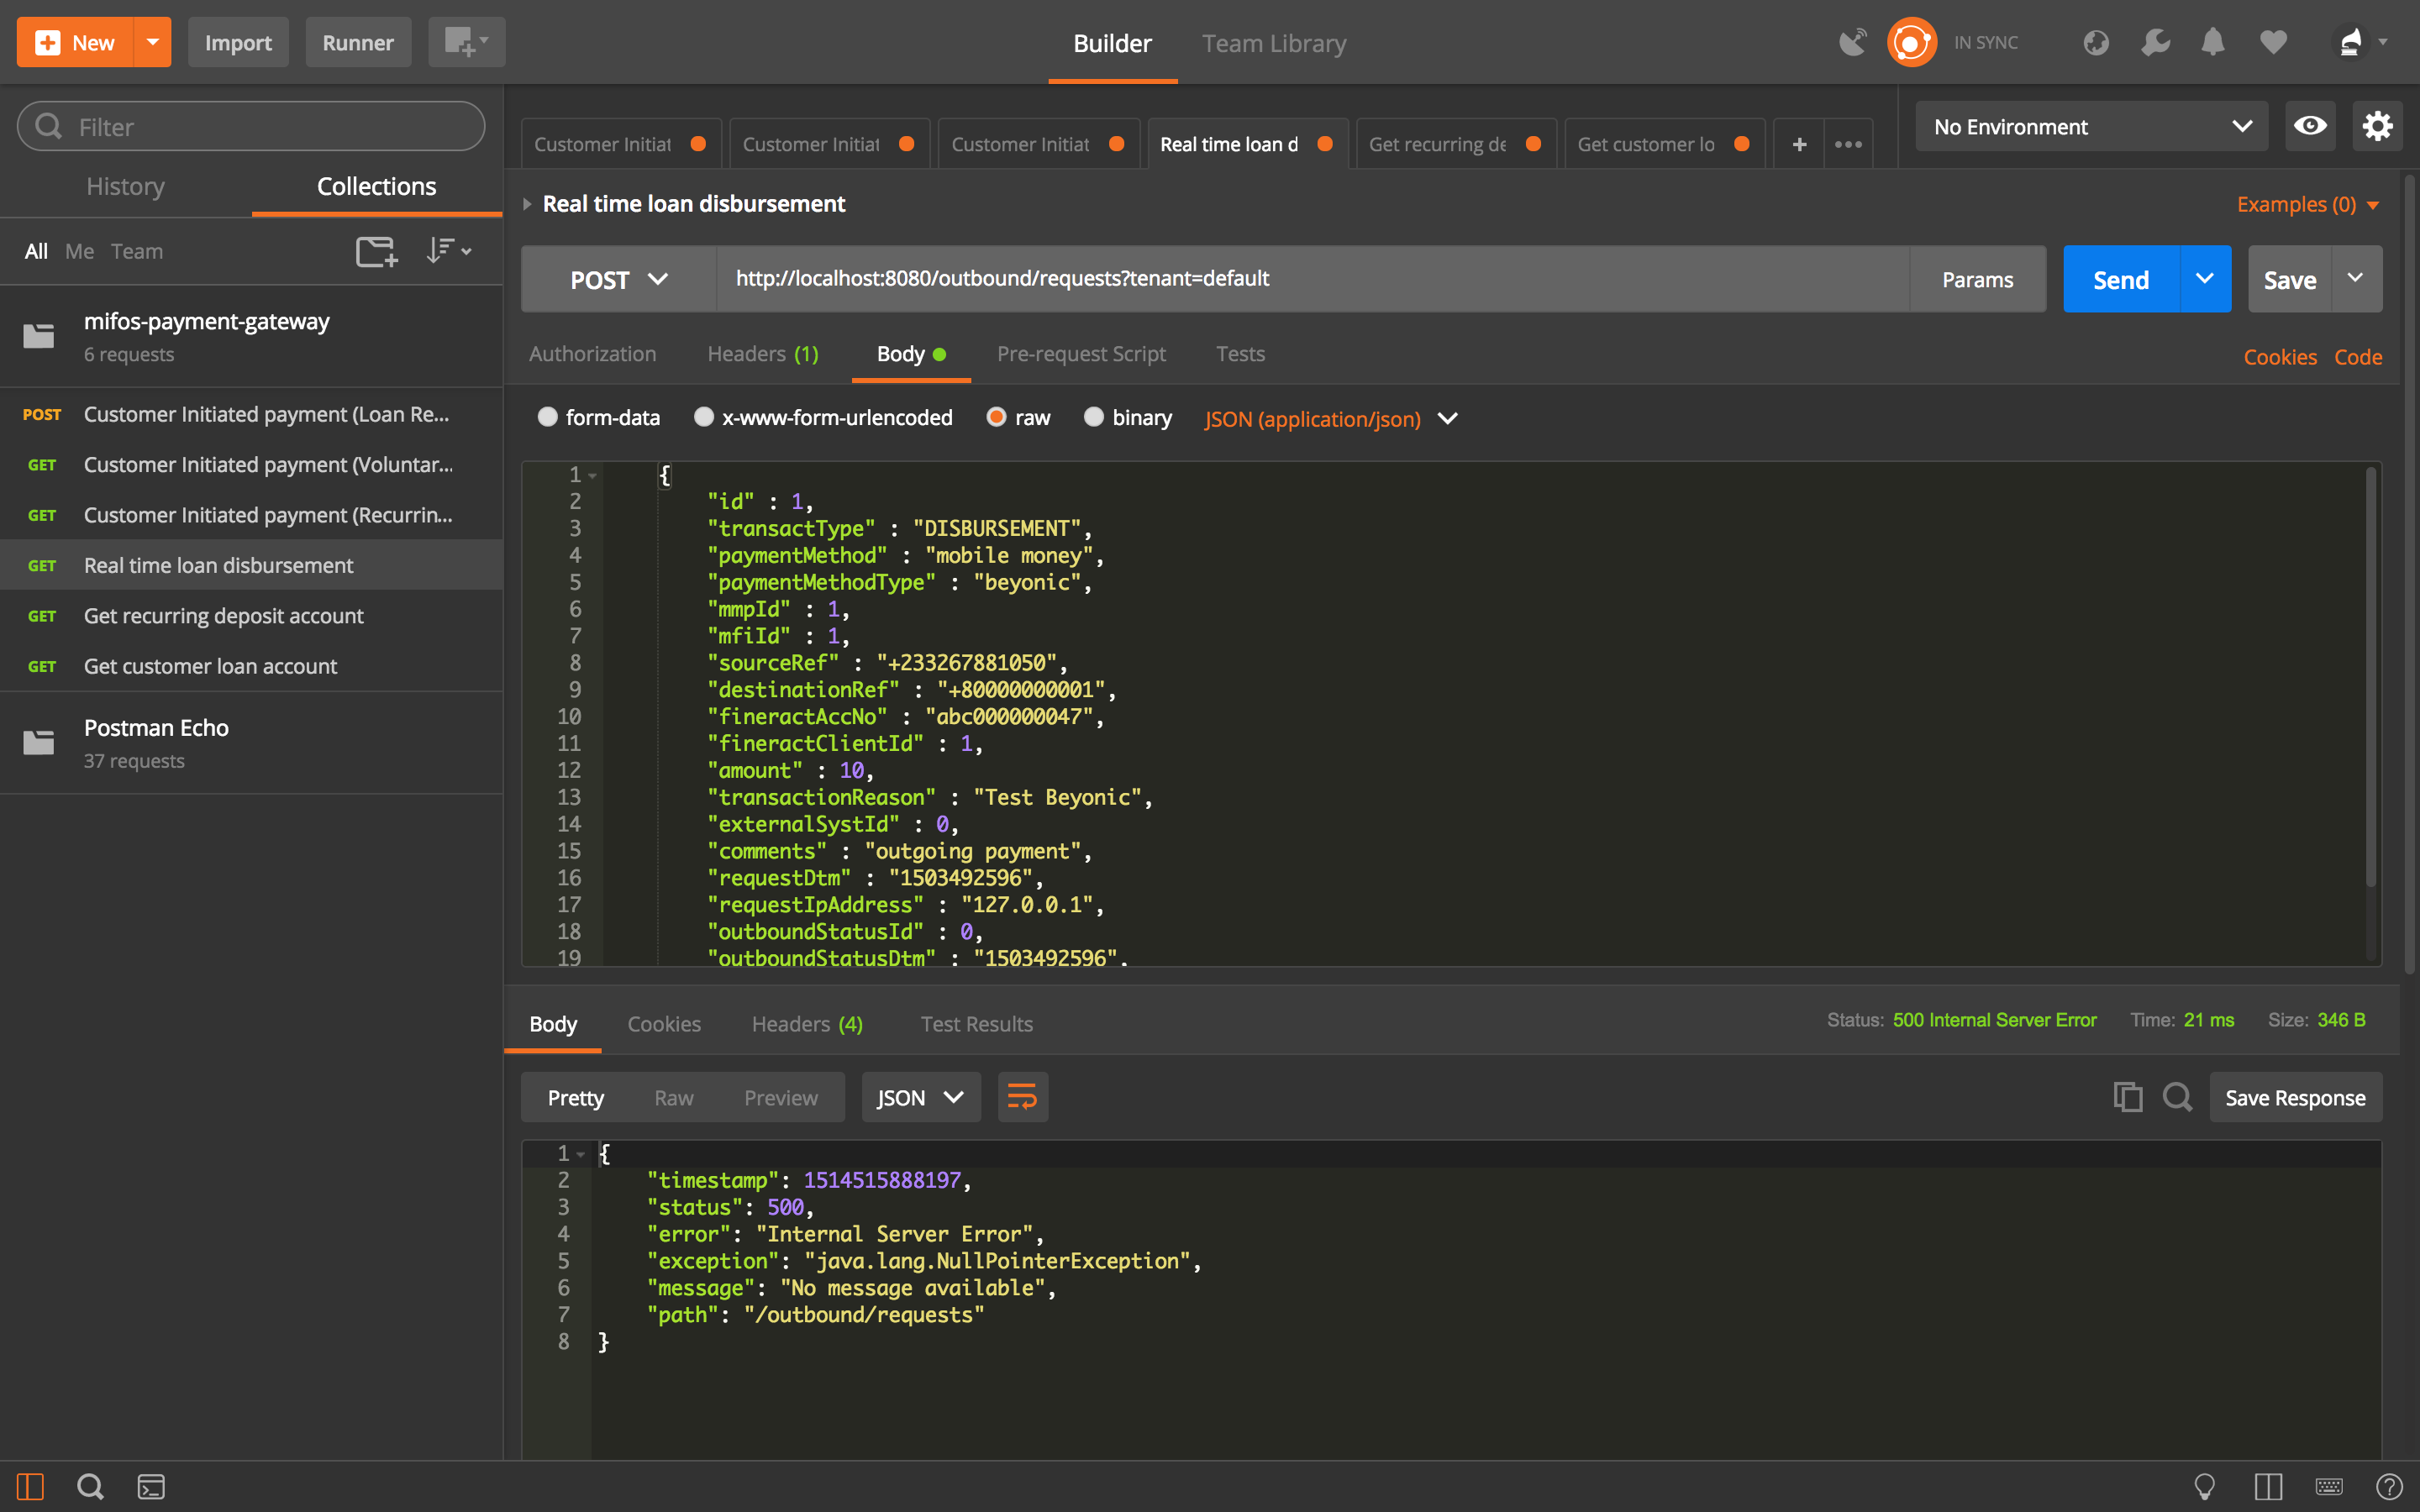 New
Import
Runner
Builder
Team Library
IN SYNC
Filter
History
Collections
All Me Team
mifos-payment-gateway
6 requests
POST Customer Initiated payment (Loan Re...
GET Customer Initiated payment (Voluntar...
GET Customer Initiated payment (Recurrin...
GET Real time loan disbursement
GET Get recurring deposit account
GET Get customer loan account
Postman Echo
37 requests
Customer Initiat
Customer Initiat
Customer Initiat
Real time loan d
Get recurring de
Get customer lo
No Environment
Real time loan disbursement
Examples (0)
POST
http://localhost:8080/outbound/requests?tenant=default
Params
Send
Save
Authorization
Headers (1)
Body
Pre-request Script
Tests
Cookies
Code
form-data
x-www-form-urlencoded
raw
binary
JSON (application/json)
1 {
2 "id" : 1,
3 "transactType" : "DISBURSEMENT",
4 "paymentMethod" : "mobile money",
5 "paymentMethodType" : "beyonic",
6 "mmpId" : 1,
7 "mfiId" : 1,
8 "sourceRef" : "+233267881050",
9 "destinationRef" : "+80000000001",
10 "fineractAccNo" : "abc000000047",
11 "fineractClientId" : 1,
12 "amount" : 10,
13 "transactionReason" : "Test Beyonic",
14 "externalSystId" : 0,
15 "comments" : "outgoing payment",
16 "requestDtm" : "1503492596",
17 "requestIpAddress" : "127.0.0.1",
18 "outboundStatusId" : 0,
19 "outboundStatusDtm" : "1503492596",
Body
Cookies
Headers (4)
Test Results
Status: 500 Internal Server Error
Time: 21 ms
Size: 346 B
Pretty
Raw
Preview
JSON
Save Response
1 {
2 "timestamp": 1514515888197,
3 "status": 500,
4 "error": "Internal Server Error",
5 "exception": "java.lang.NullPointerException",
6 "message": "No message available",
7 "path": "/outbound/requests"
8 }